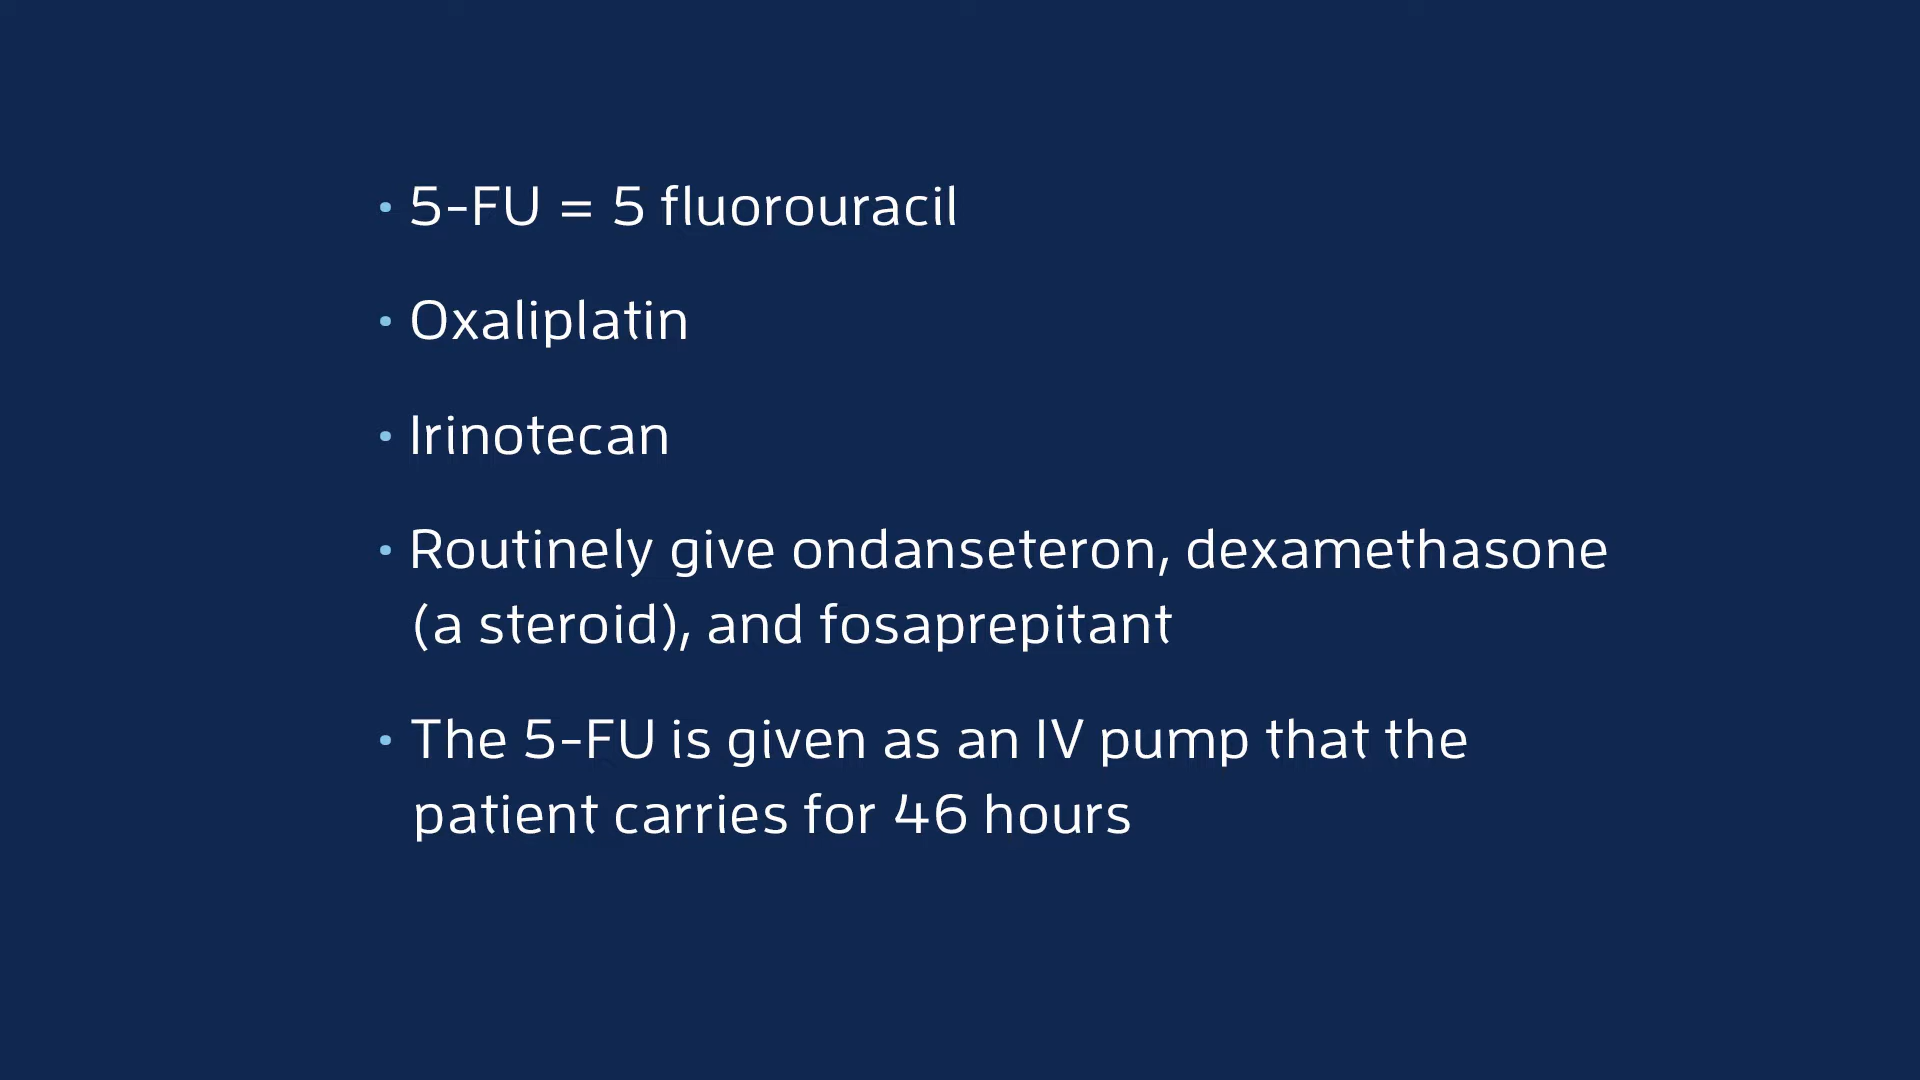 • 5-FU = 5 fluorouracil
• Oxaliplatin
• Irinotecan
• Routinely give ondanseteron, dexamethasone
(a steroid), and fosaprepitant
• The 5-FU is given as an IV pump that the
patient carries for 46 hours